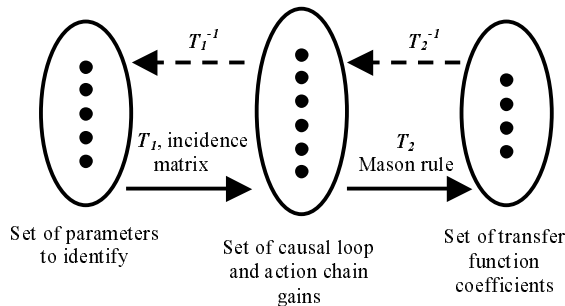 T₁⁻¹
T₂⁻¹
T₁, incidence
matrix
T₂
Mason rule
Set of parameters
to identify
Set of causal loop
and action chain
gains
Set of transfer
function
coefficients